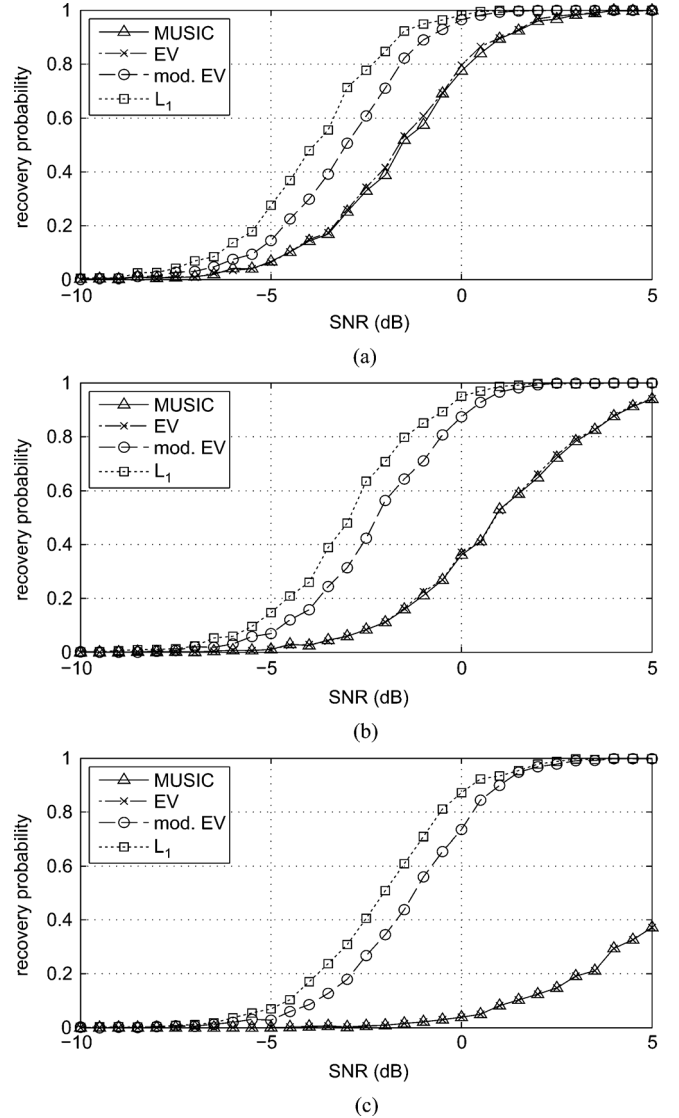 1
0.8
0.6
0.4
0.2
0
recovery probability
MUSIC
EV
mod. EV
L1
−10
−5
0
5
SNR (dB)
(a)
1
0.8
0.6
0.4
0.2
0
recovery probability
MUSIC
EV
mod. EV
L1
−10
−5
0
5
SNR (dB)
(b)
1
0.8
0.6
0.4
0.2
0
recovery probability
MUSIC
EV
mod. EV
L1
−10
−5
0
5
SNR (dB)
(c)